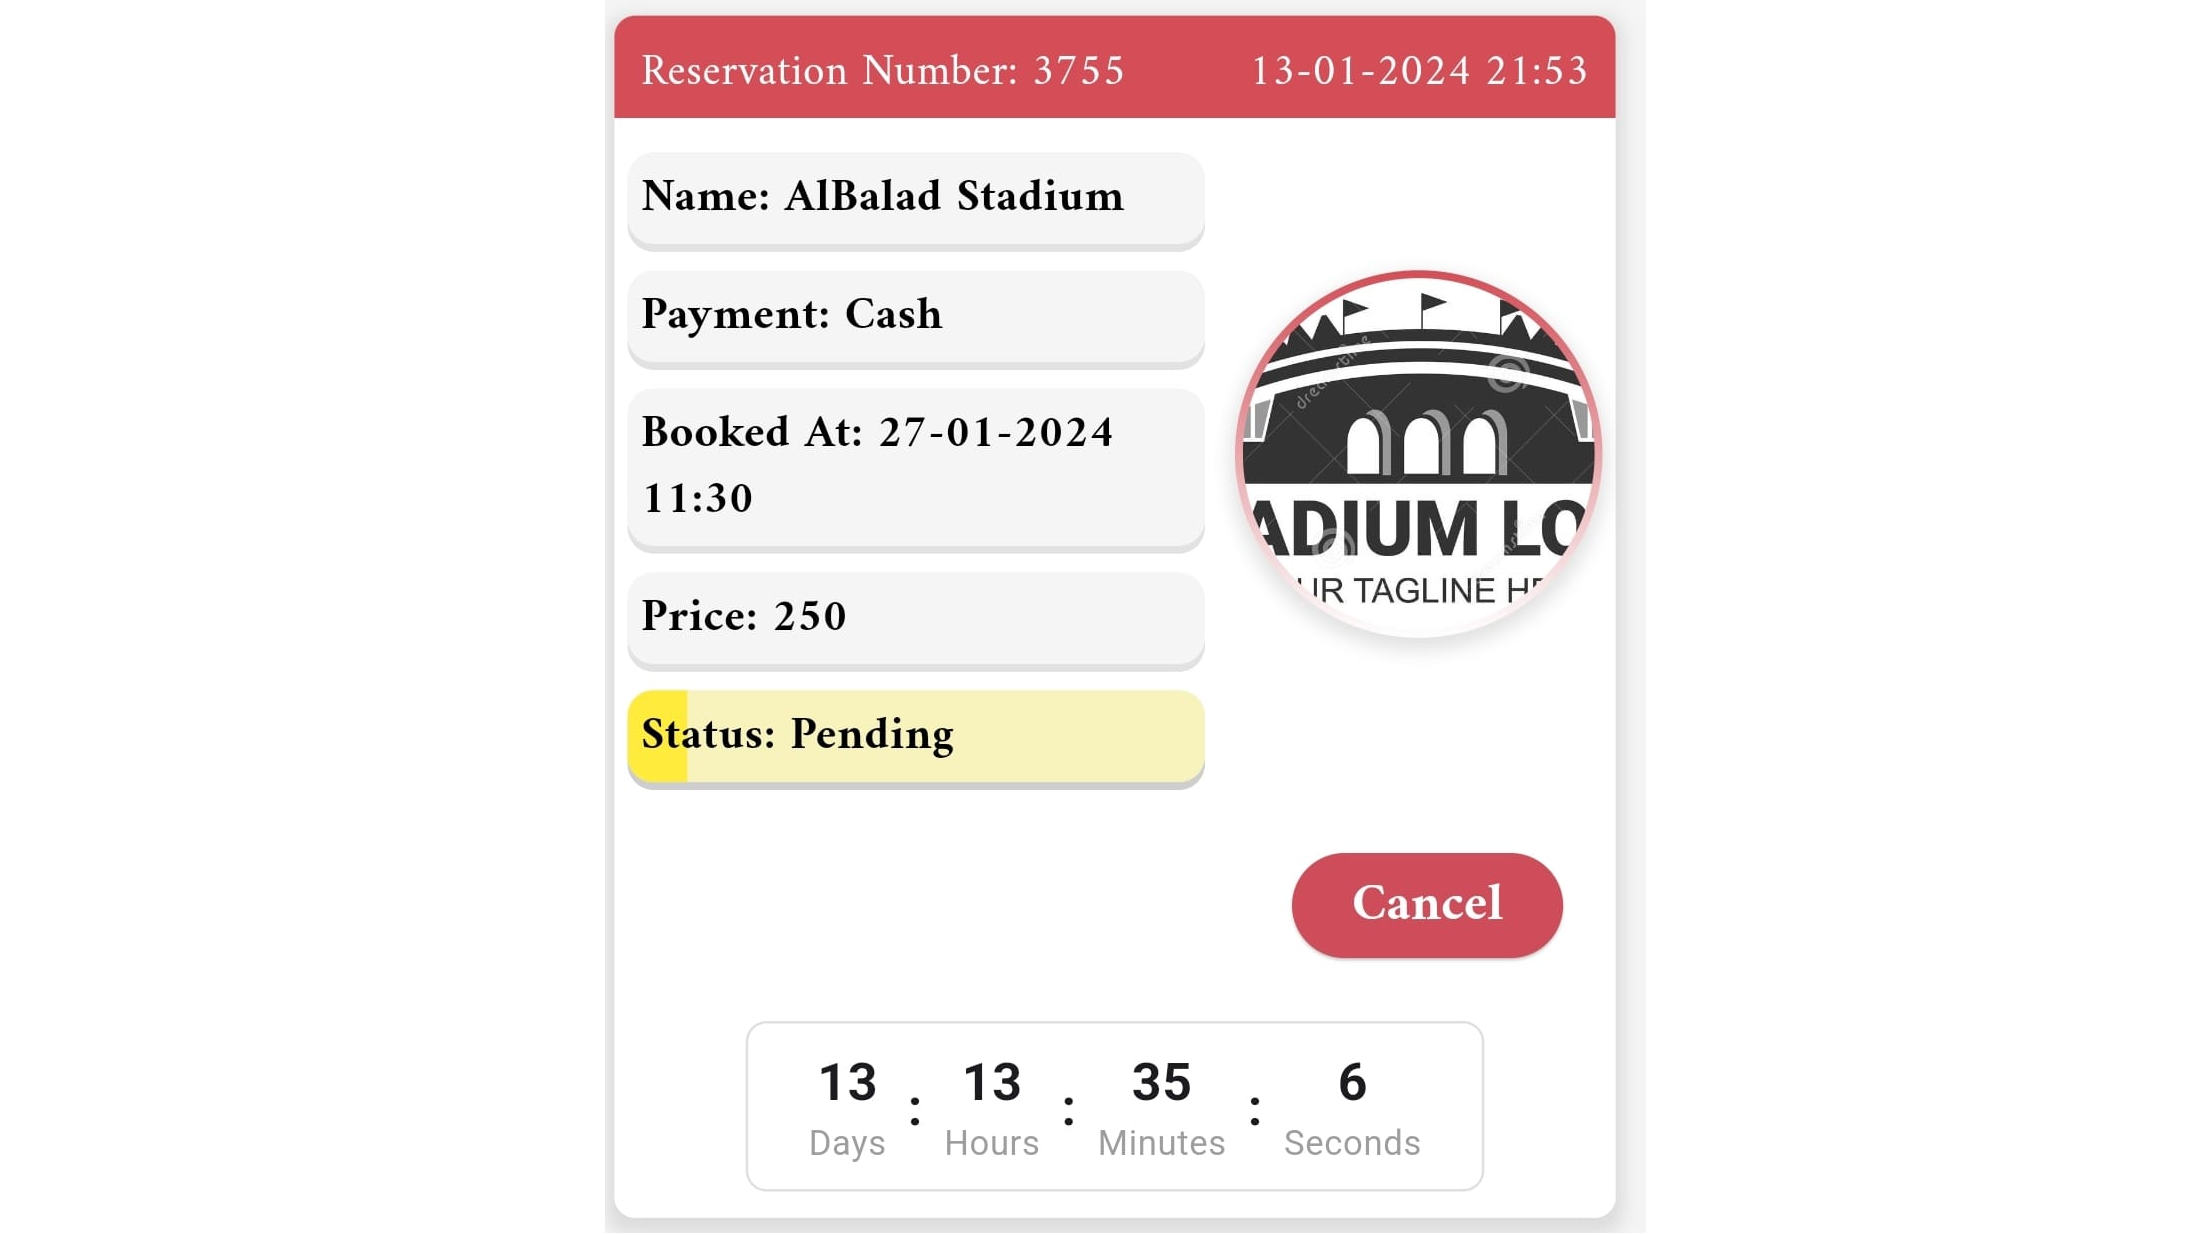 Reservation Number: 3755 13-01-2024 21:53
Name: AlBalad Stadium
Payment: Cash
Booked At: 27-01-2024
11:30
Price: 250
Status: Pending
ADIUM LO
UR TAGLINE HE
Cancel
13 : 13 : 35 : 6
Days Hours Minutes Seconds